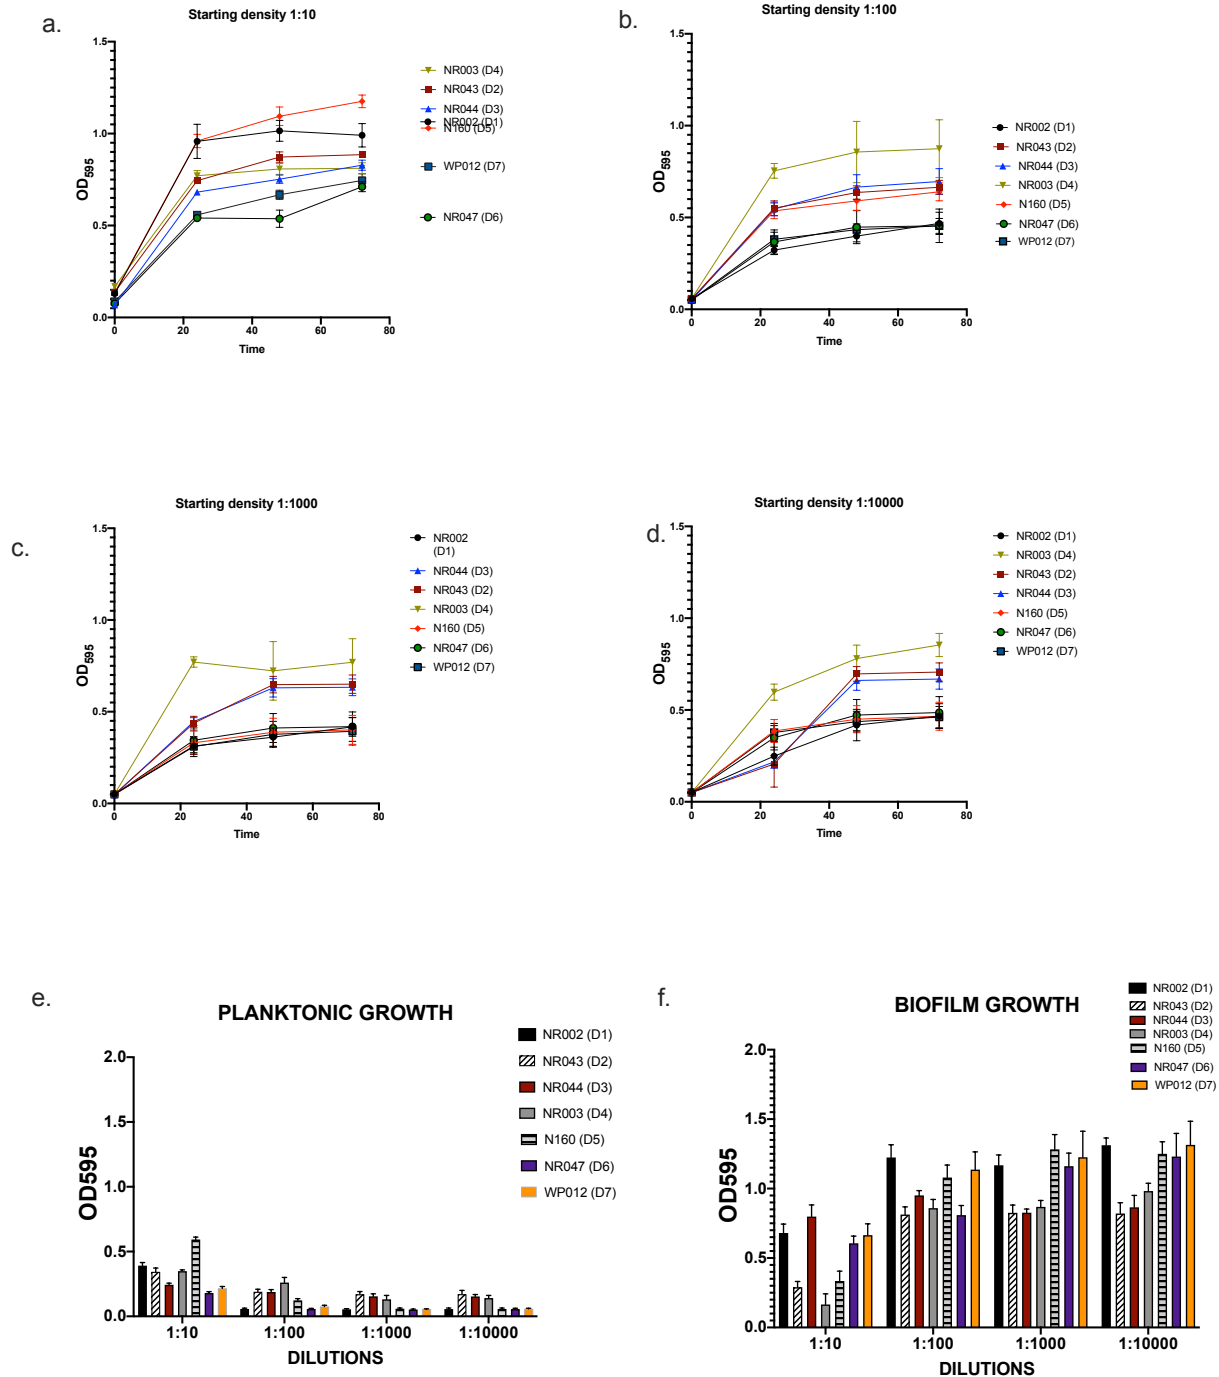 a.
Starting density 1:10
1.5
1.0
0.5
0.0
OD595
0
20
40
60
80
Time
NR003 (D4)
NR043 (D2)
NR044 (D3)
NR002 (D1)
N160 (D5)
WP012 (D7)
NR047 (D6)
b.
Starting density 1:100
1.5
1.0
0.5
0.0
OD595
0
20
40
60
80
Time
NR002 (D1)
NR043 (D2)
NR044 (D3)
NR003 (D4)
N160 (D5)
NR047 (D6)
WP012 (D7)
c.
Starting density 1:1000
1.5
1.0
0.5
0.0
OD595
0
20
40
60
80
Time
NR002
(D1)
NR044 (D3)
NR043 (D2)
NR003 (D4)
N160 (D5)
NR047 (D6)
WP012 (D7)
d.
Starting density 1:10000
1.5
1.0
0.5
0.0
OD595
0
20
40
60
80
Time
NR002 (D1)
NR003 (D4)
NR043 (D2)
NR044 (D3)
N160 (D5)
NR047 (D6)
WP012 (D7)
e.
PLANKTONIC GROWTH
2.0
1.5
1.0
0.5
0.0
OD595
1:10
1:100
1:1000
1:10000
DILUTIONS
NR002 (D1)
NR043 (D2)
NR044 (D3)
NR003 (D4)
N160 (D5)
NR047 (D6)
WP012 (D7)
f.
BIOFILM GROWTH
2.0
1.5
1.0
0.5
0.0
OD595
1:10
1:100
1:1000
1:10000
DILUTIONS
NR002 (D1)
NR043 (D2)
NR044 (D3)
NR003 (D4)
N160 (D5)
NR047 (D6)
WP012 (D7)